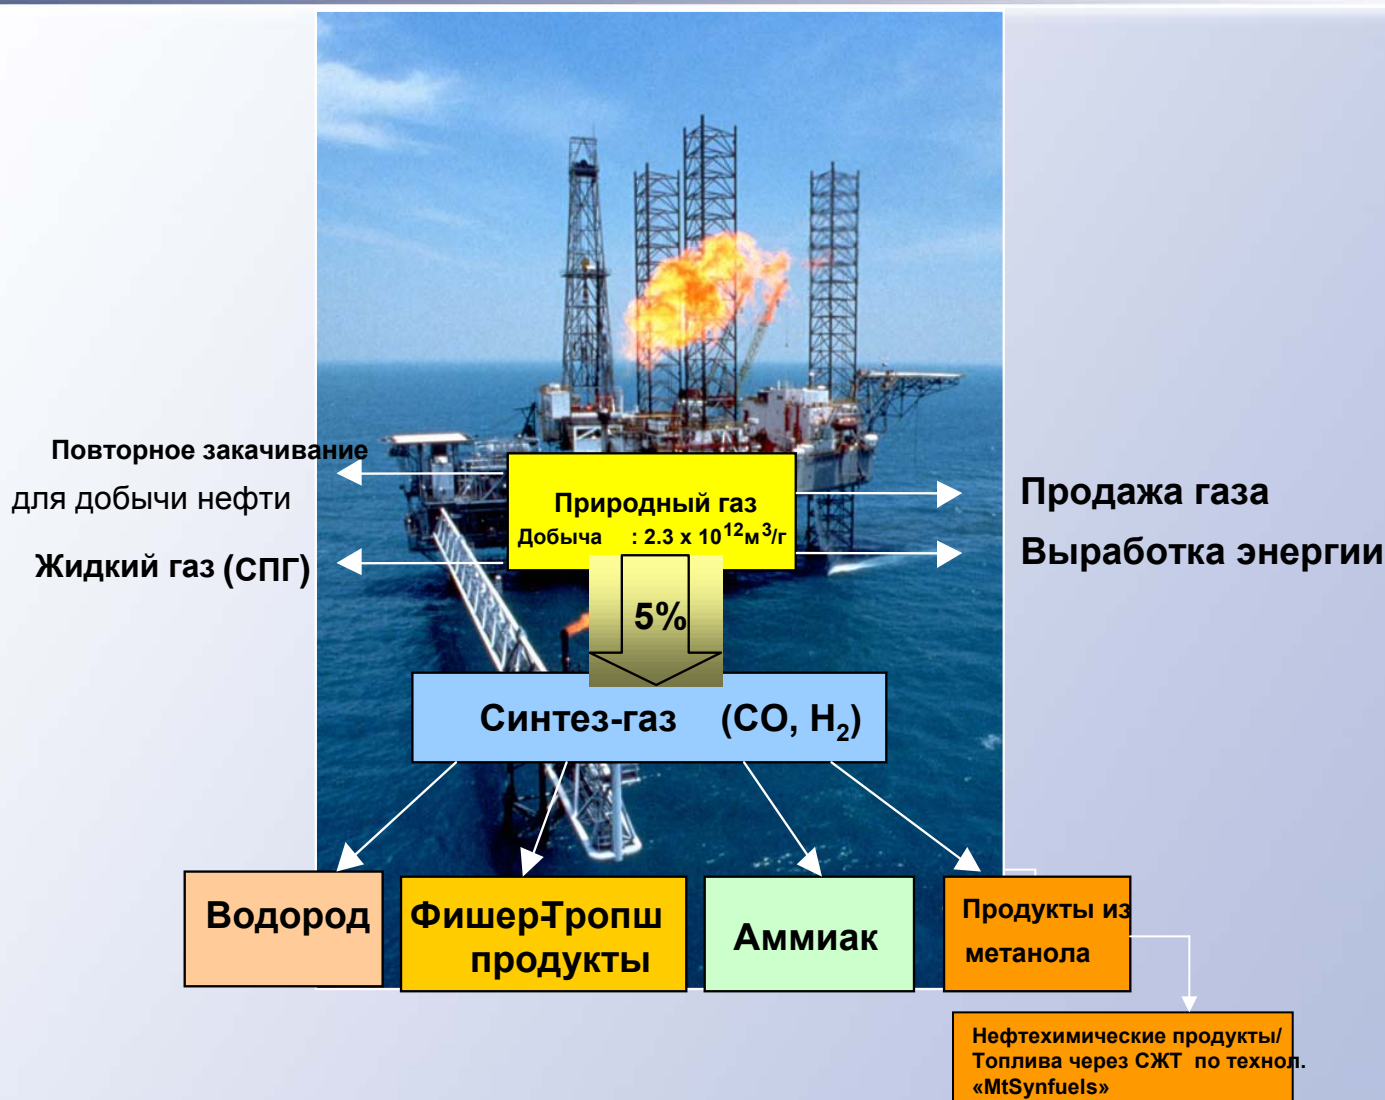 Повторное закачивание
для добычи нефти
Жидкий газ (СПГ)
Природный газ
Добыча : 2.3 x 10¹²м³/г
Продажа газа
Выработка энергии
5%
Синтез-газ (CO, H₂)
Водород
Фишер-Тропш
продукты
Аммиак
Продукты из
метанола
Нефтехимические продукты/
Топлива через СЖТ по технол.
«MtSynfuels»